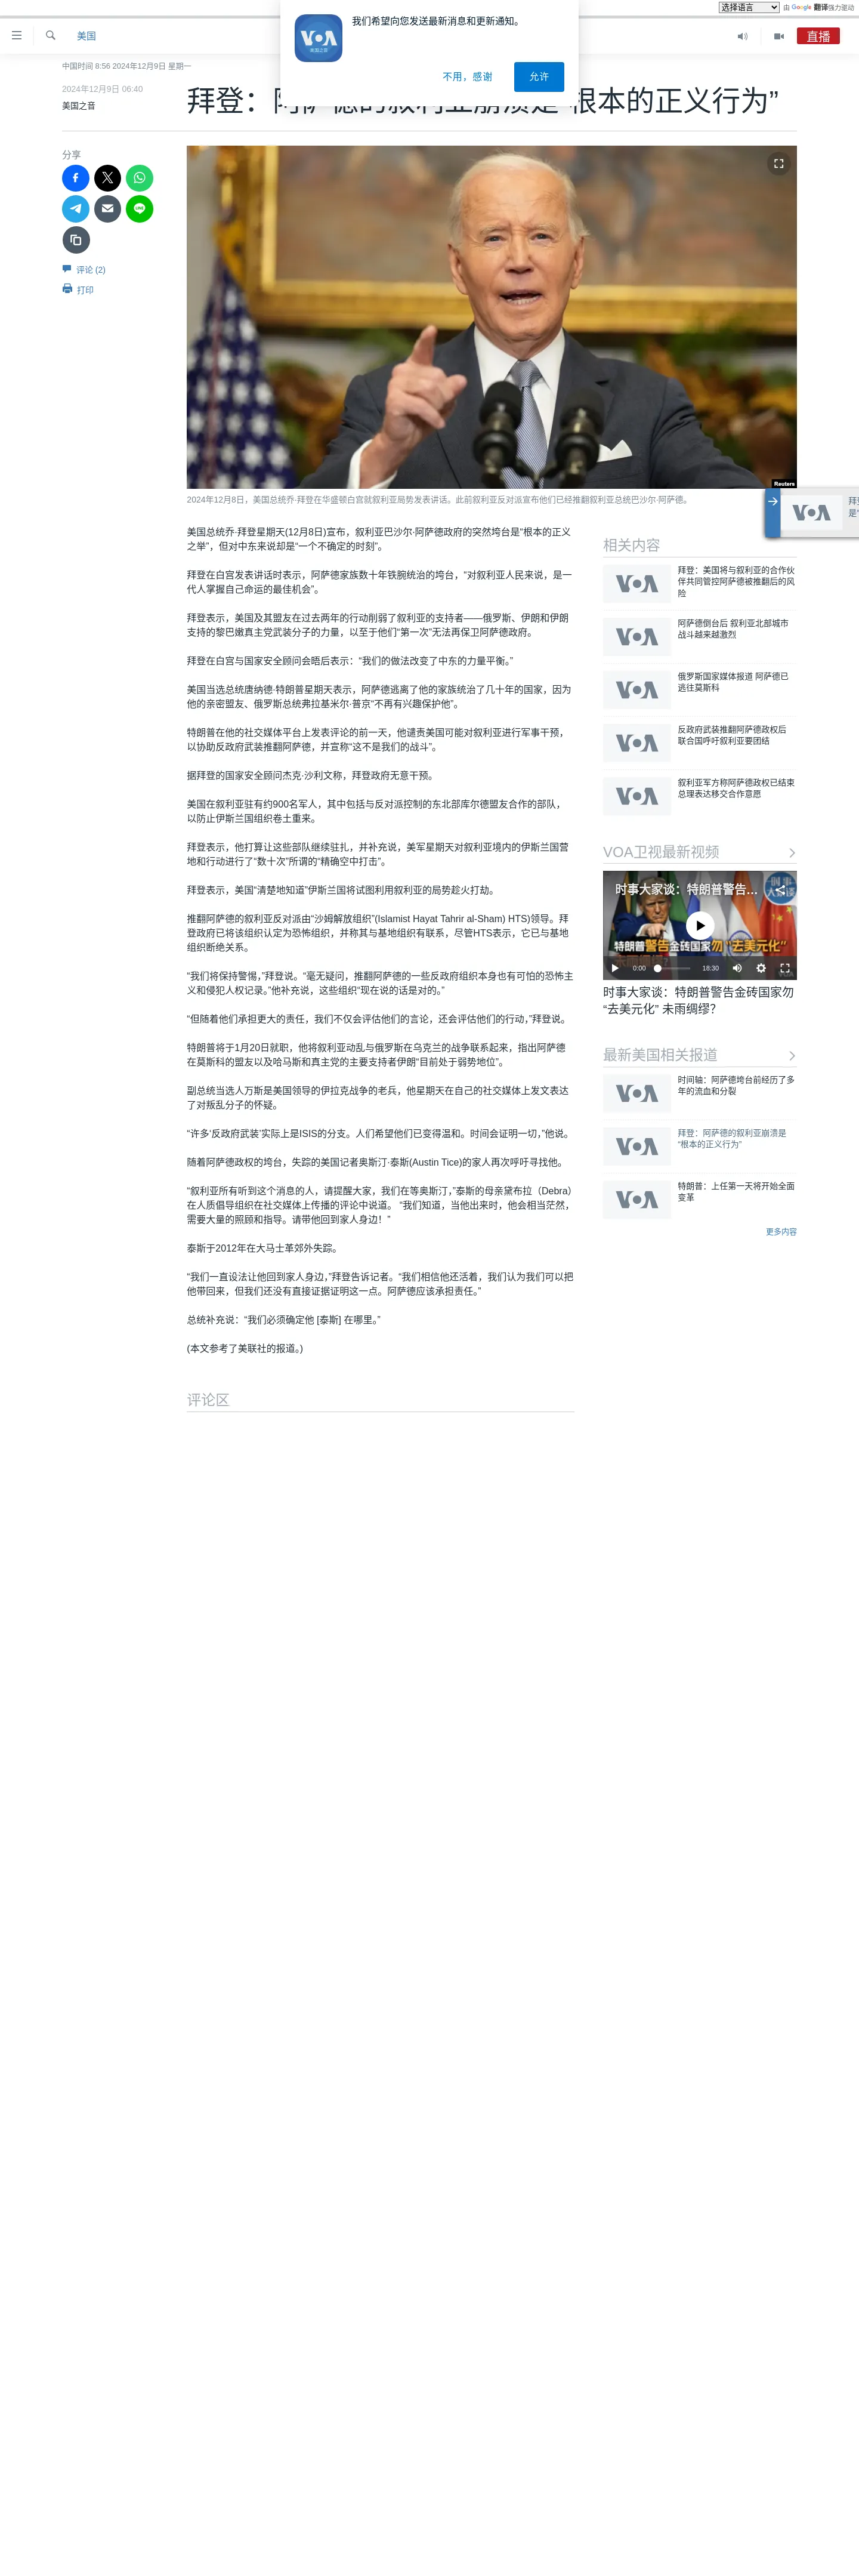 选择语言 由 Google 翻译强力驱动
我们希望向您发送最新消息和更新通知。
VOA
美国之音
不用，感谢
允许
美国
直播
中国时间 8:56 2024年12月9日 星期一
2024年12月9日 06:40
美国之音
拜登：阿萨德的叙利亚崩溃是“根本的正义行为”
分享
评论 (2)
打印
Reuters
2024年12月8日，美国总统乔·拜登在华盛顿白宫就叙利亚局势发表讲话。此前叙利亚反对派宣布他们已经推翻叙利亚总统巴沙尔·阿萨德。
美国总统乔·拜登星期天(12月8日)宣布，叙利亚巴沙尔·阿萨德政府的突然垮台是“根本的正义
之举”，但对中东来说却是“一个不确定的时刻”。
拜登在白宫发表讲话时表示，阿萨德家族数十年铁腕统治的垮台，“对叙利亚人民来说，是一
代人掌握自己命运的最佳机会”。
拜登表示，美国及其盟友在过去两年的行动削弱了叙利亚的支持者——俄罗斯、伊朗和伊朗
支持的黎巴嫩真主党武装分子的力量，以至于他们“第一次”无法再保卫阿萨德政府。
拜登在白宫与国家安全顾问会晤后表示：“我们的做法改变了中东的力量平衡。”
美国当选总统唐纳德·特朗普星期天表示，阿萨德逃离了他的家族统治了几十年的国家，因为
他的亲密盟友、俄罗斯总统弗拉基米尔·普京“不再有兴趣保护他”。
特朗普在他的社交媒体平台上发表评论的前一天，他谴责美国可能对叙利亚进行军事干预，
以协助反政府武装推翻阿萨德，并宣称“这不是我们的战斗”。
据拜登的国家安全顾问杰克·沙利文称，拜登政府无意干预。
美国在叙利亚驻有约900名军人，其中包括与反对派控制的东北部库尔德盟友合作的部队，
以防止伊斯兰国组织卷土重来。
拜登表示，他打算让这些部队继续驻扎，并补充说，美军星期天对叙利亚境内的伊斯兰国营
地和行动进行了“数十次”所谓的“精确空中打击”。
拜登表示，美国“清楚地知道”伊斯兰国将试图利用叙利亚的局势趁火打劫。
推翻阿萨德的叙利亚反对派由“沙姆解放组织”(Islamist Hayat Tahrir al-Sham) HTS)领导。拜
登政府已将该组织认定为恐怖组织，并称其与基地组织有联系，尽管HTS表示，它已与基地
组织断绝关系。
“我们将保持警惕，”拜登说。“毫无疑问，推翻阿萨德的一些反政府组织本身也有可怕的恐怖主
义和侵犯人权记录。”他补充说，这些组织“现在说的话是对的。”
“但随着他们承担更大的责任，我们不仅会评估他们的言论，还会评估他们的行动，”拜登说。
特朗普将于1月20日就职，他将叙利亚动乱与俄罗斯在乌克兰的战争联系起来，指出阿萨德
在莫斯科的盟友以及哈马斯和真主党的主要支持者伊朗“目前处于弱势地位”。
副总统当选人万斯是美国领导的伊拉克战争的老兵，他星期天在自己的社交媒体上发文表达
了对叛乱分子的怀疑。
“许多‘反政府武装’实际上是ISIS的分支。人们希望他们已变得温和。时间会证明一切，”他说。
随着阿萨德政权的垮台，失踪的美国记者奥斯汀·泰斯(Austin Tice)的家人再次呼吁寻找他。
“叙利亚所有听到这个消息的人，请提醒大家，我们在等奥斯汀，”泰斯的母亲黛布拉（Debra）
在人质倡导组织在社交媒体上传播的评论中说道。 “我们知道，当他出来时，他会相当茫然，
需要大量的照顾和指导。请带他回到家人身边！”
泰斯于2012年在大马士革郊外失踪。
“我们一直设法让他回到家人身边，”拜登告诉记者。“我们相信他还活着，我们认为我们可以把
他带回来，但我们还没有直接证据证明这一点。阿萨德应该承担责任。”
总统补充说：“我们必须确定他 [泰斯] 在哪里。”
(本文参考了美联社的报道。)
评论区
相关内容
VOA
拜登：美国将与叙利亚的合作伙
伴共同管控阿萨德被推翻后的风
险
VOA
阿萨德倒台后 叙利亚北部城市
战斗越来越激烈
VOA
俄罗斯国家媒体报道 阿萨德已
逃往莫斯科
VOA
反政府武装推翻阿萨德政权后
联合国呼吁叙利亚要团结
VOA
叙利亚军方称阿萨德政权已结束
总理表达移交合作意愿
VOA卫视最新视频
时事大家谈：特朗普警告...
特朗普警告金砖国家勿“去美元化”
0:00
18:30
时事大家谈：特朗普警告金砖国家勿
“去美元化” 未雨绸缪？
最新美国相关报道
VOA
时间轴：阿萨德垮台前经历了多
年的流血和分裂
VOA
拜登：阿萨德的叙利亚崩溃是
“根本的正义行为”
VOA
特朗普：上任第一天将开始全面
变革
更多内容
VOA